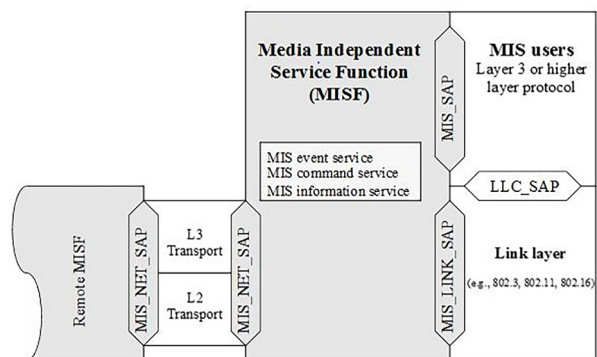 Media Independent
Service Function
(MISF)
MIS event service
MIS command service
MIS information service
MIS_SAP
MIS users
Layer 3 or higher
layer protocol
LLC_SAP
MIS_LINK_SAP
Link layer
(e.g., 802.3, 802.11, 802.16)
Remote MISF
MIS_NET_SAP
L3
Transport
L2
Transport
MIS_NET_SAP